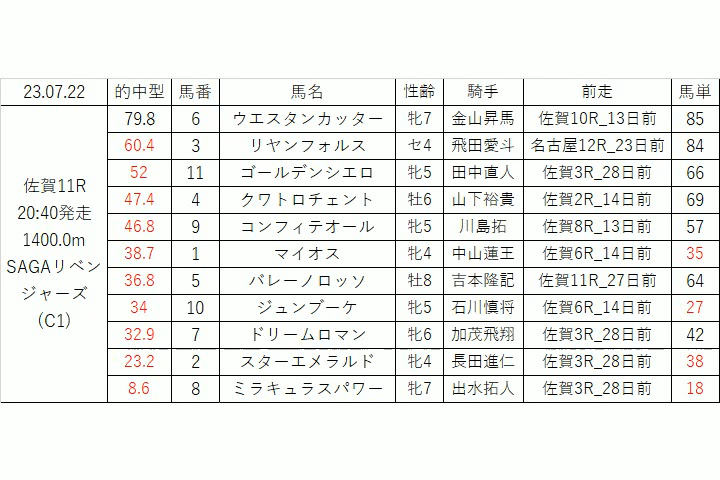 23.07.22 的中型 馬番 馬名 性齢 騎手 前走 馬単
佐賀11R
20:40発走
1400.0m
SAGAリベン
ジャーズ
（C1）
79.8 6 ウエスタンカッター 牝7 金山昇馬 佐賀10R_13日前 85
60.4 3 リヤンフォルス セ4 飛田愛斗 名古屋12R_23日前 84
52 11 ゴールデンシエロ 牝5 田中直人 佐賀3R_28日前 66
47.4 4 クワトロチェント 牡6 山下裕貴 佐賀2R_14日前 69
46.8 9 コンフィテオール 牝5 川島拓 佐賀8R_13日前 57
38.7 1 マイオス 牝4 中山蓮王 佐賀6R_14日前 35
36.8 5 バレーノロッソ 牡8 吉本隆記 佐賀11R_27日前 64
34 10 ジュンブーケ 牝5 石川慎将 佐賀6R_14日前 27
32.9 7 ドリームロマン 牝6 加茂飛翔 佐賀3R_28日前 42
23.2 2 スターエメラルド 牝4 長田進仁 佐賀3R_28日前 38
8.6 8 ミラキュラスパワー 牝7 出水拓人 佐賀3R_28日前 18